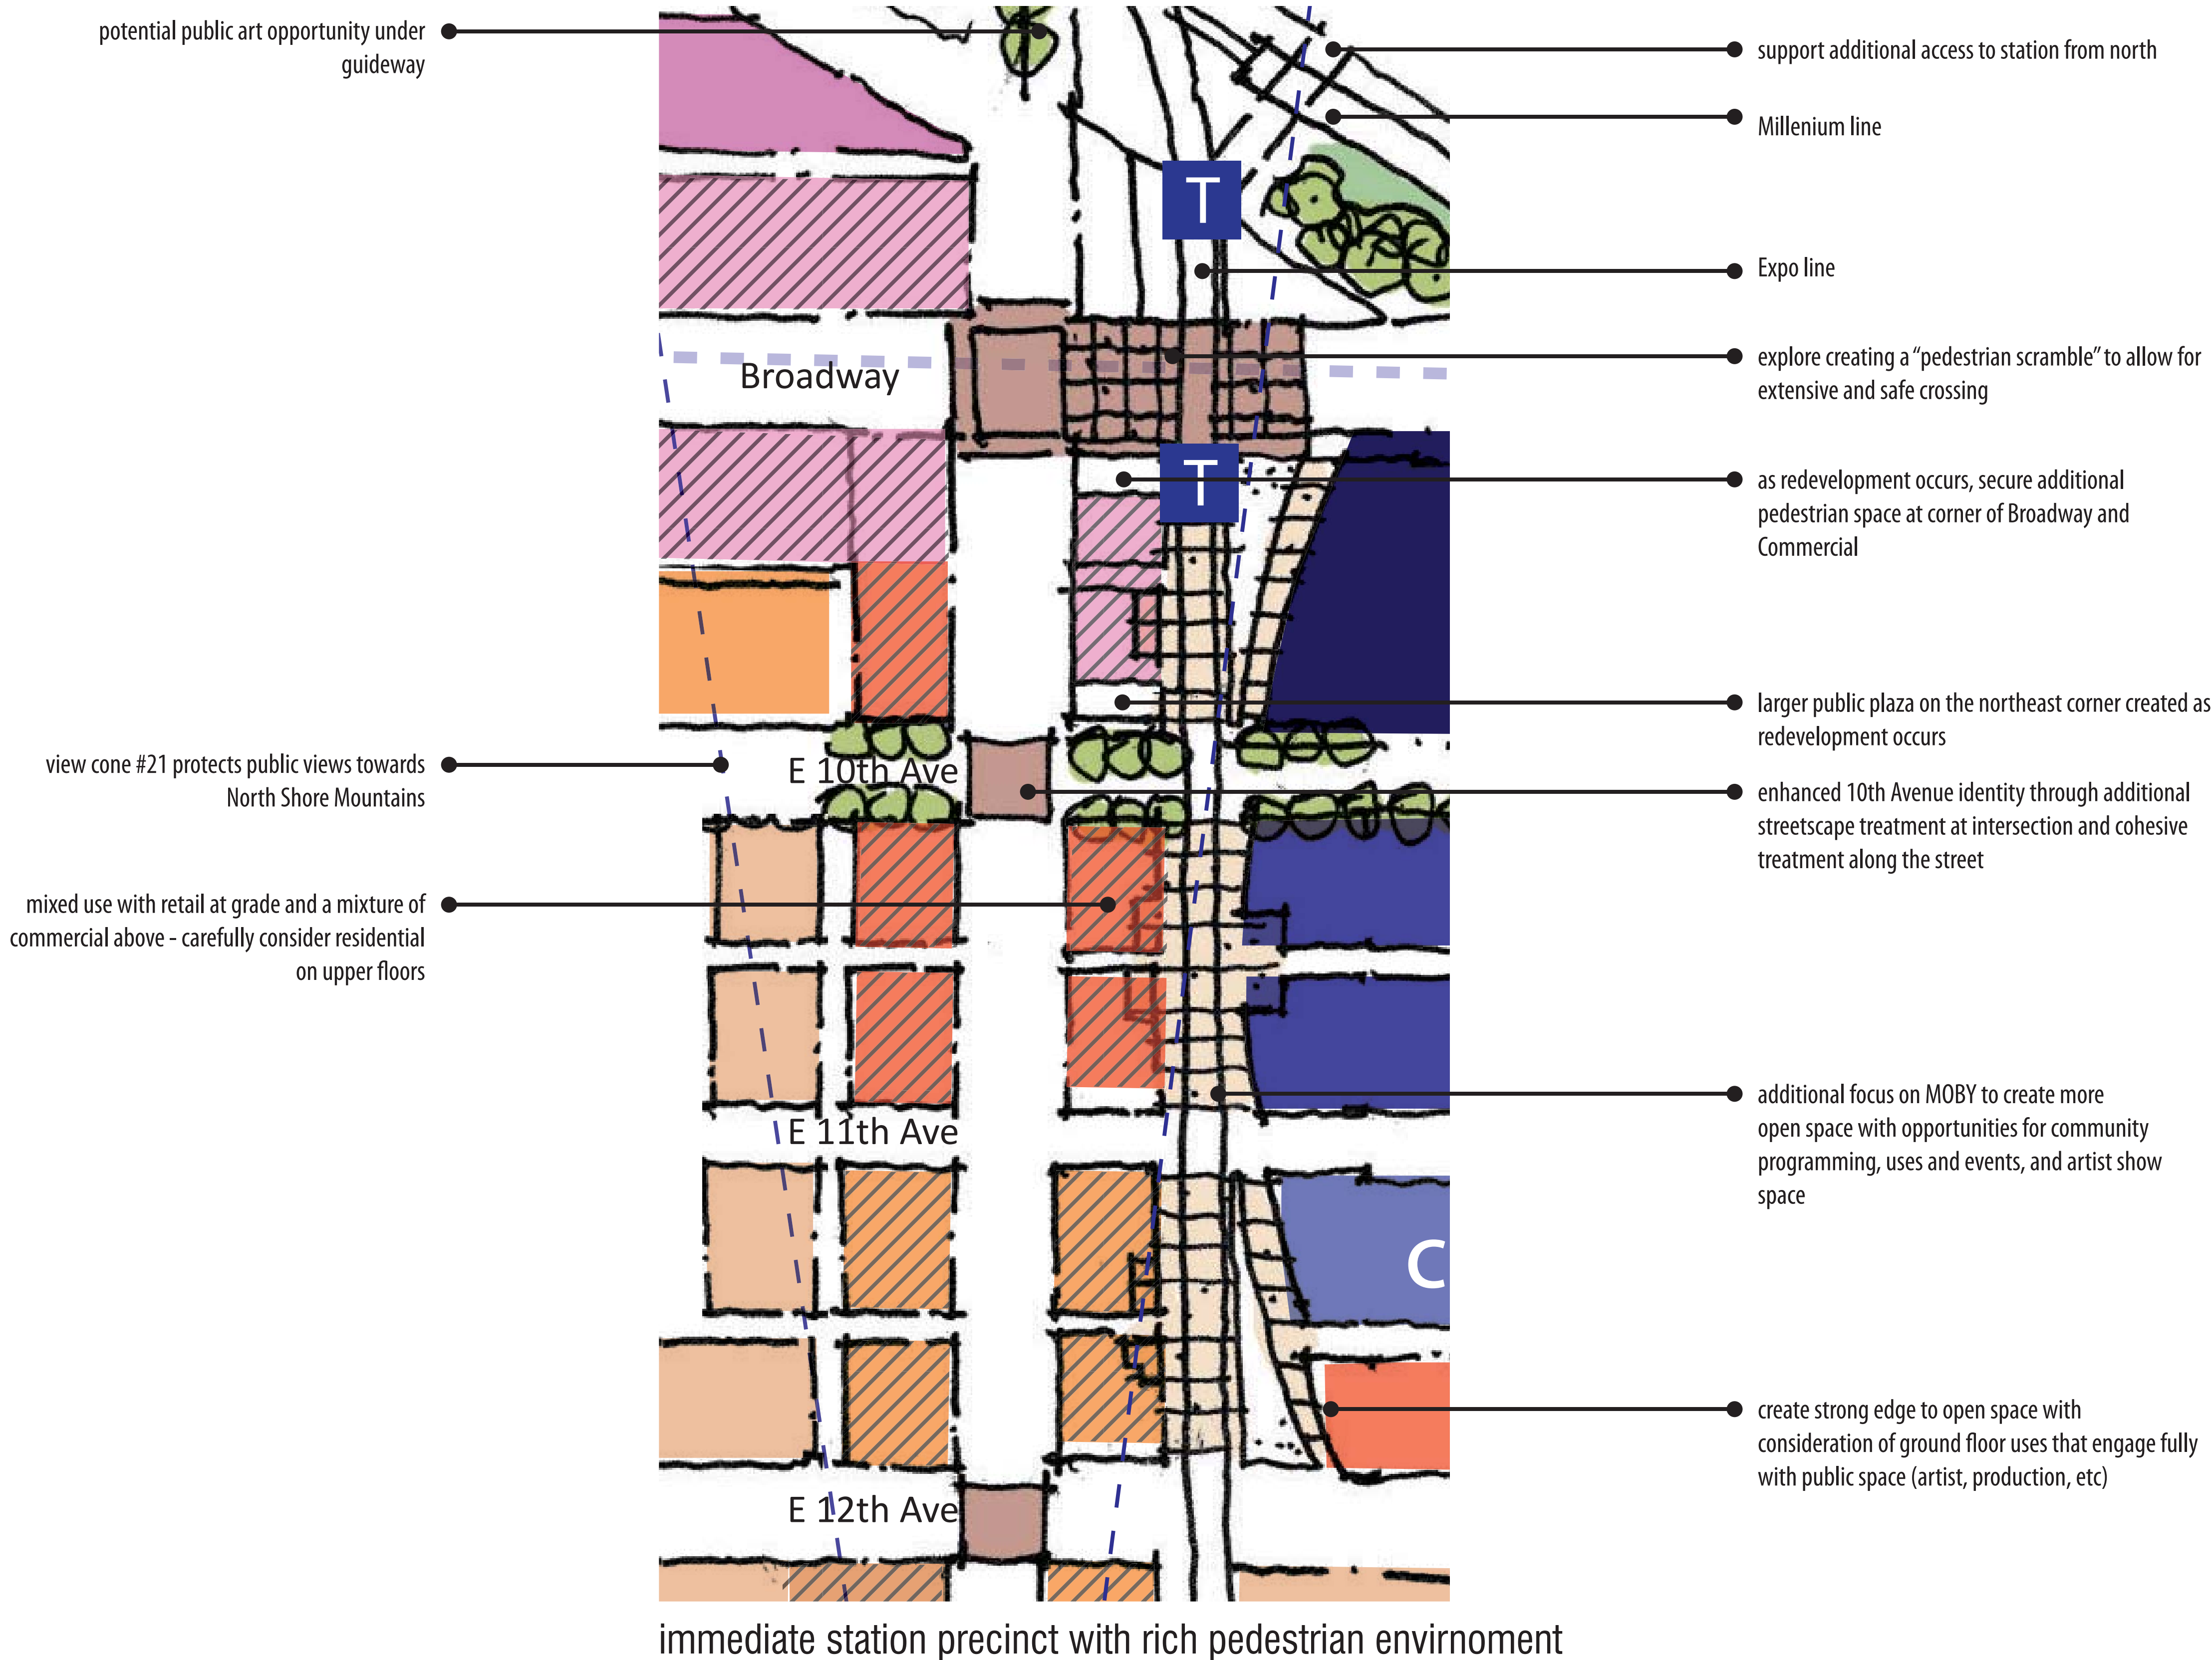 potential public art opportunity under
guideway
support additional access to station from north
Millenium line
T
Expo line
explore creating a “pedestrian scramble” to allow for
extensive and safe crossing
Broadway
T
as redevelopment occurs, secure additional
pedestrian space at corner of Broadway and
Commercial
larger public plaza on the northeast corner created as
redevelopment occurs
view cone #21 protects public views towards
North Shore Mountains
E 10th Ave
enhanced 10th Avenue identity through additional
streetscape treatment at intersection and cohesive
treatment along the street
mixed use with retail at grade and a mixture of
commercial above - carefully consider residential
on upper floors
additional focus on MOBY to create more
open space with opportunities for community
programming, uses and events, and artist show
space
E 11th Ave
C
create strong edge to open space with
consideration of ground floor uses that engage fully
with public space (artist, production, etc)
E 12th Ave
immediate station precinct with rich pedestrian envirnoment